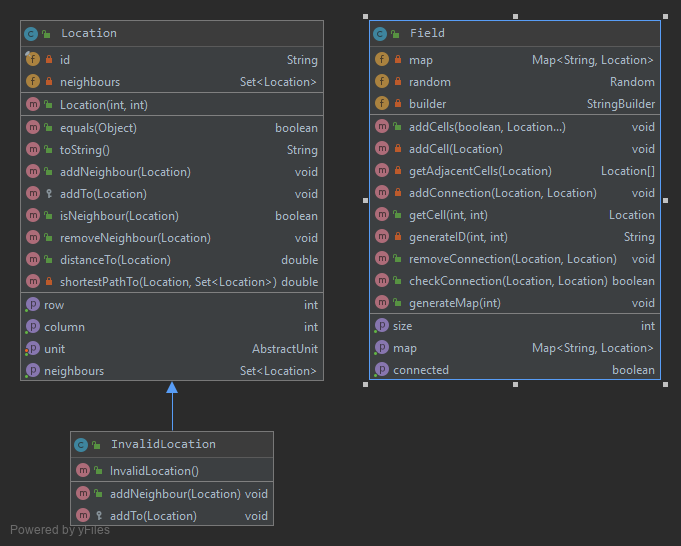 Location
id String
neighbours Set<Location>
Location(int, int)
equals(Object) boolean
toString() String
addNeighbour(Location) void
addTo(Location) void
isNeighbour(Location) boolean
removeNeighbour(Location) void
distanceTo(Location) double
shortestPathTo(Location, Set<Location>) double
row int
column int
unit AbstractUnit
neighbours Set<Location>
Field
map Map<String, Location>
random Random
builder StringBuilder
addCells(boolean, Location...) void
addCell(Location) void
getAdjacentCells(Location) Location[]
addConnection(Location, Location) void
getCell(int, int) Location
generateID(int, int) String
removeConnection(Location, Location) void
checkConnection(Location, Location) boolean
generateMap(int) void
size int
map Map<String, Location>
connected boolean
InvalidLocation
InvalidLocation()
addNeighbour(Location) void
addTo(Location) void
Powered by yFiles